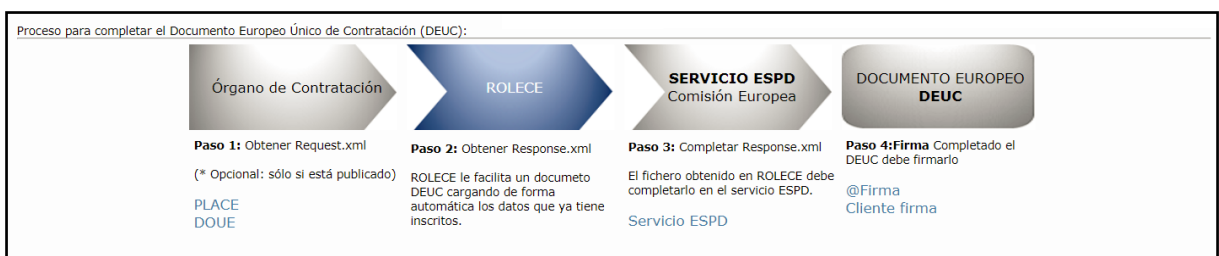 Proceso para completar el Documento Europeo Único de Contratación (DEUC):
Órgano de Contratación
ROLECE
SERVICIO ESPD
Comisión Europea
DOCUMENTO EUROPEO
DEUC
Paso 1: Obtener Request.xml
(* Opcional: sólo si está publicado)
PLACE
DOUE
Paso 2: Obtener Response.xml
ROLECE le facilita un documeto
DEUC cargando de forma
automática los datos que ya tiene
inscritos.
Paso 3: Completar Response.xml
El fichero obtenido en ROLECE debe
completarlo en el servicio ESPD.
Servicio ESPD
Paso 4:Firma Completado el
DEUC debe firmarlo
@Firma
Cliente firma